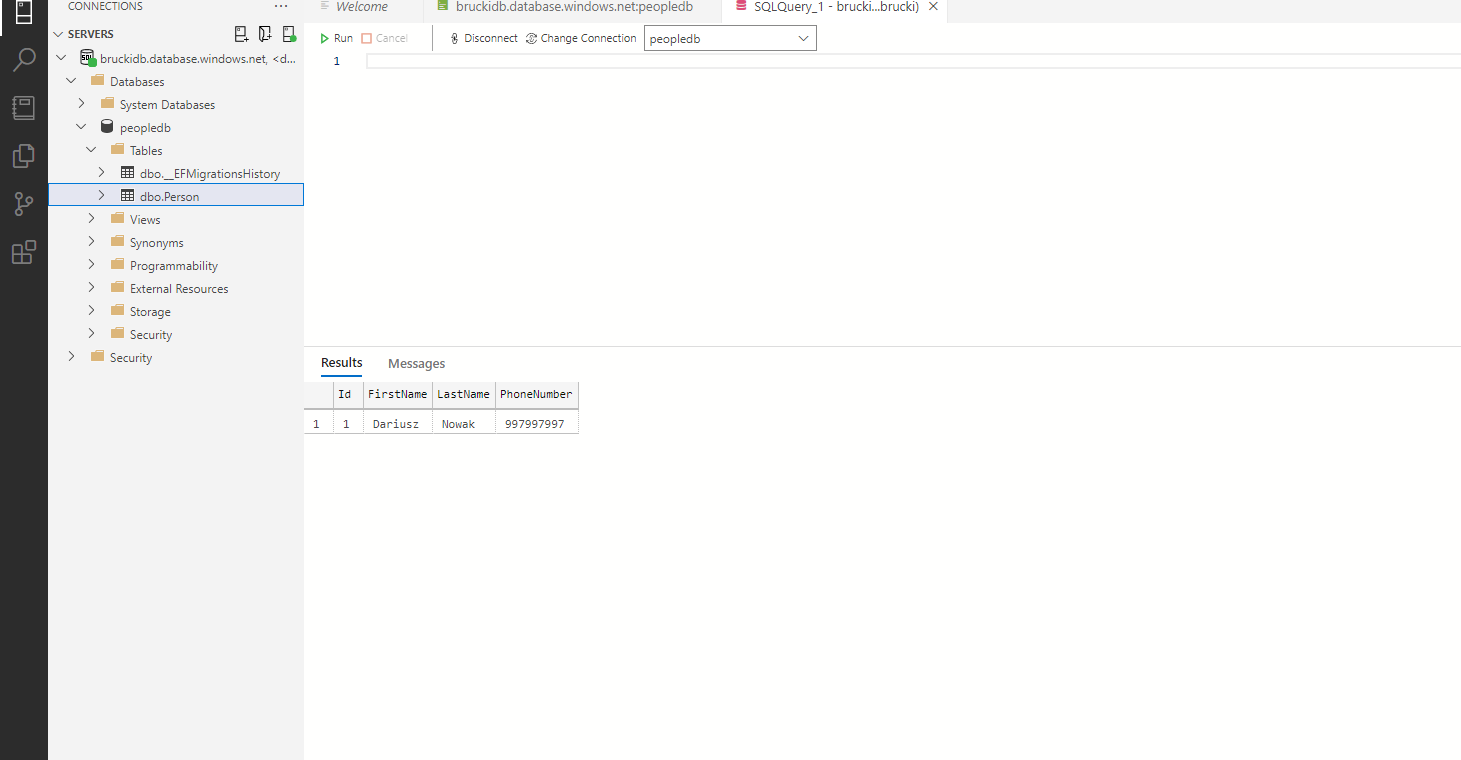 CONNECTIONS ...
SERVERS
bruckidb.database.windows.net, <d...
Databases
System Databases
peopledb
Tables
dbo.__EFMigrationsHistory
dbo.Person
Views
Synonyms
Programmability
External Resources
Storage
Security
Security
Welcome
bruckidb.database.windows.net:peopledb
SQLQuery_1 - brucki...brucki)
Run Cancel Disconnect Change Connection peopledb
1
Results Messages
Id FirstName LastName PhoneNumber
1 1 Dariusz Nowak 997997997